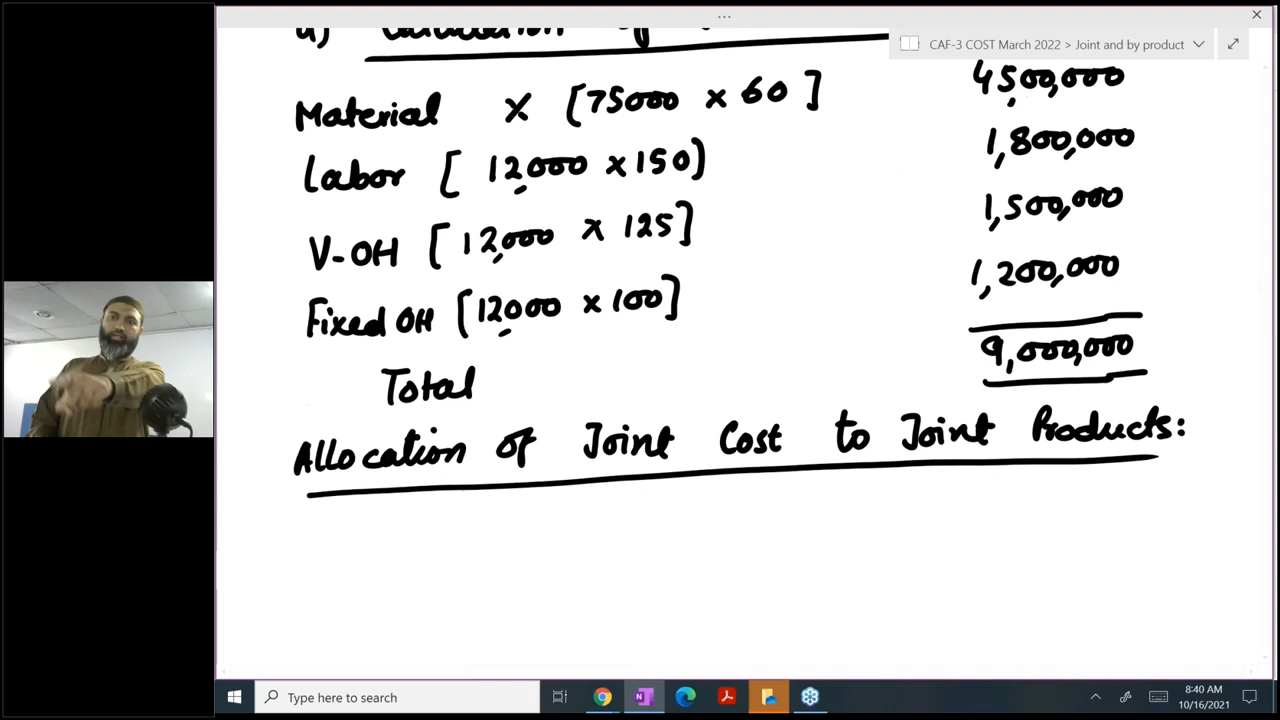 CAF-3 COST March 2022 > Joint and by product
a)
Material X [75000 x 60] 4,500,000
Labor [12,000 x 150) 1,800,000
V-OH [12,000 x 125] 1,500,000
Fixed OH [12,000 x 100] 1,200,000
Total 9,000,000
Allocation of Joint Cost to Joint Products:
Type here to search
8:40 AM
10/16/2021